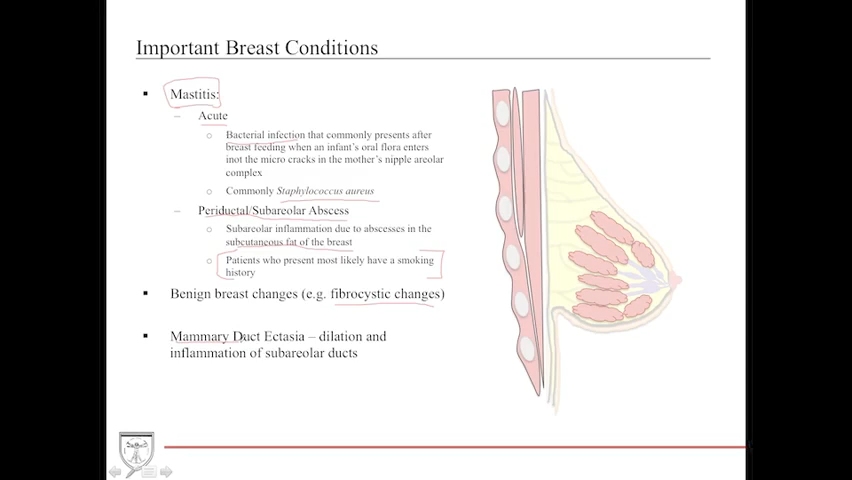 Important Breast Conditions
▪ Mastitis:
– Acute
o Bacterial infection that commonly presents after
breast feeding when an infant's oral flora enters
inot the micro cracks in the mother's nipple areolar
complex
o Commonly Staphylococcus aureus
– Periductal/Subareolar Abscess
o Subareolar inflammation due to abscesses in the
subcutaneous fat of the breast
o Patients who present most likely have a smoking
history
▪ Benign breast changes (e.g. fibrocystic changes)
▪ Mammary Duct Ectasia – dilation and
inflammation of subareolar ducts